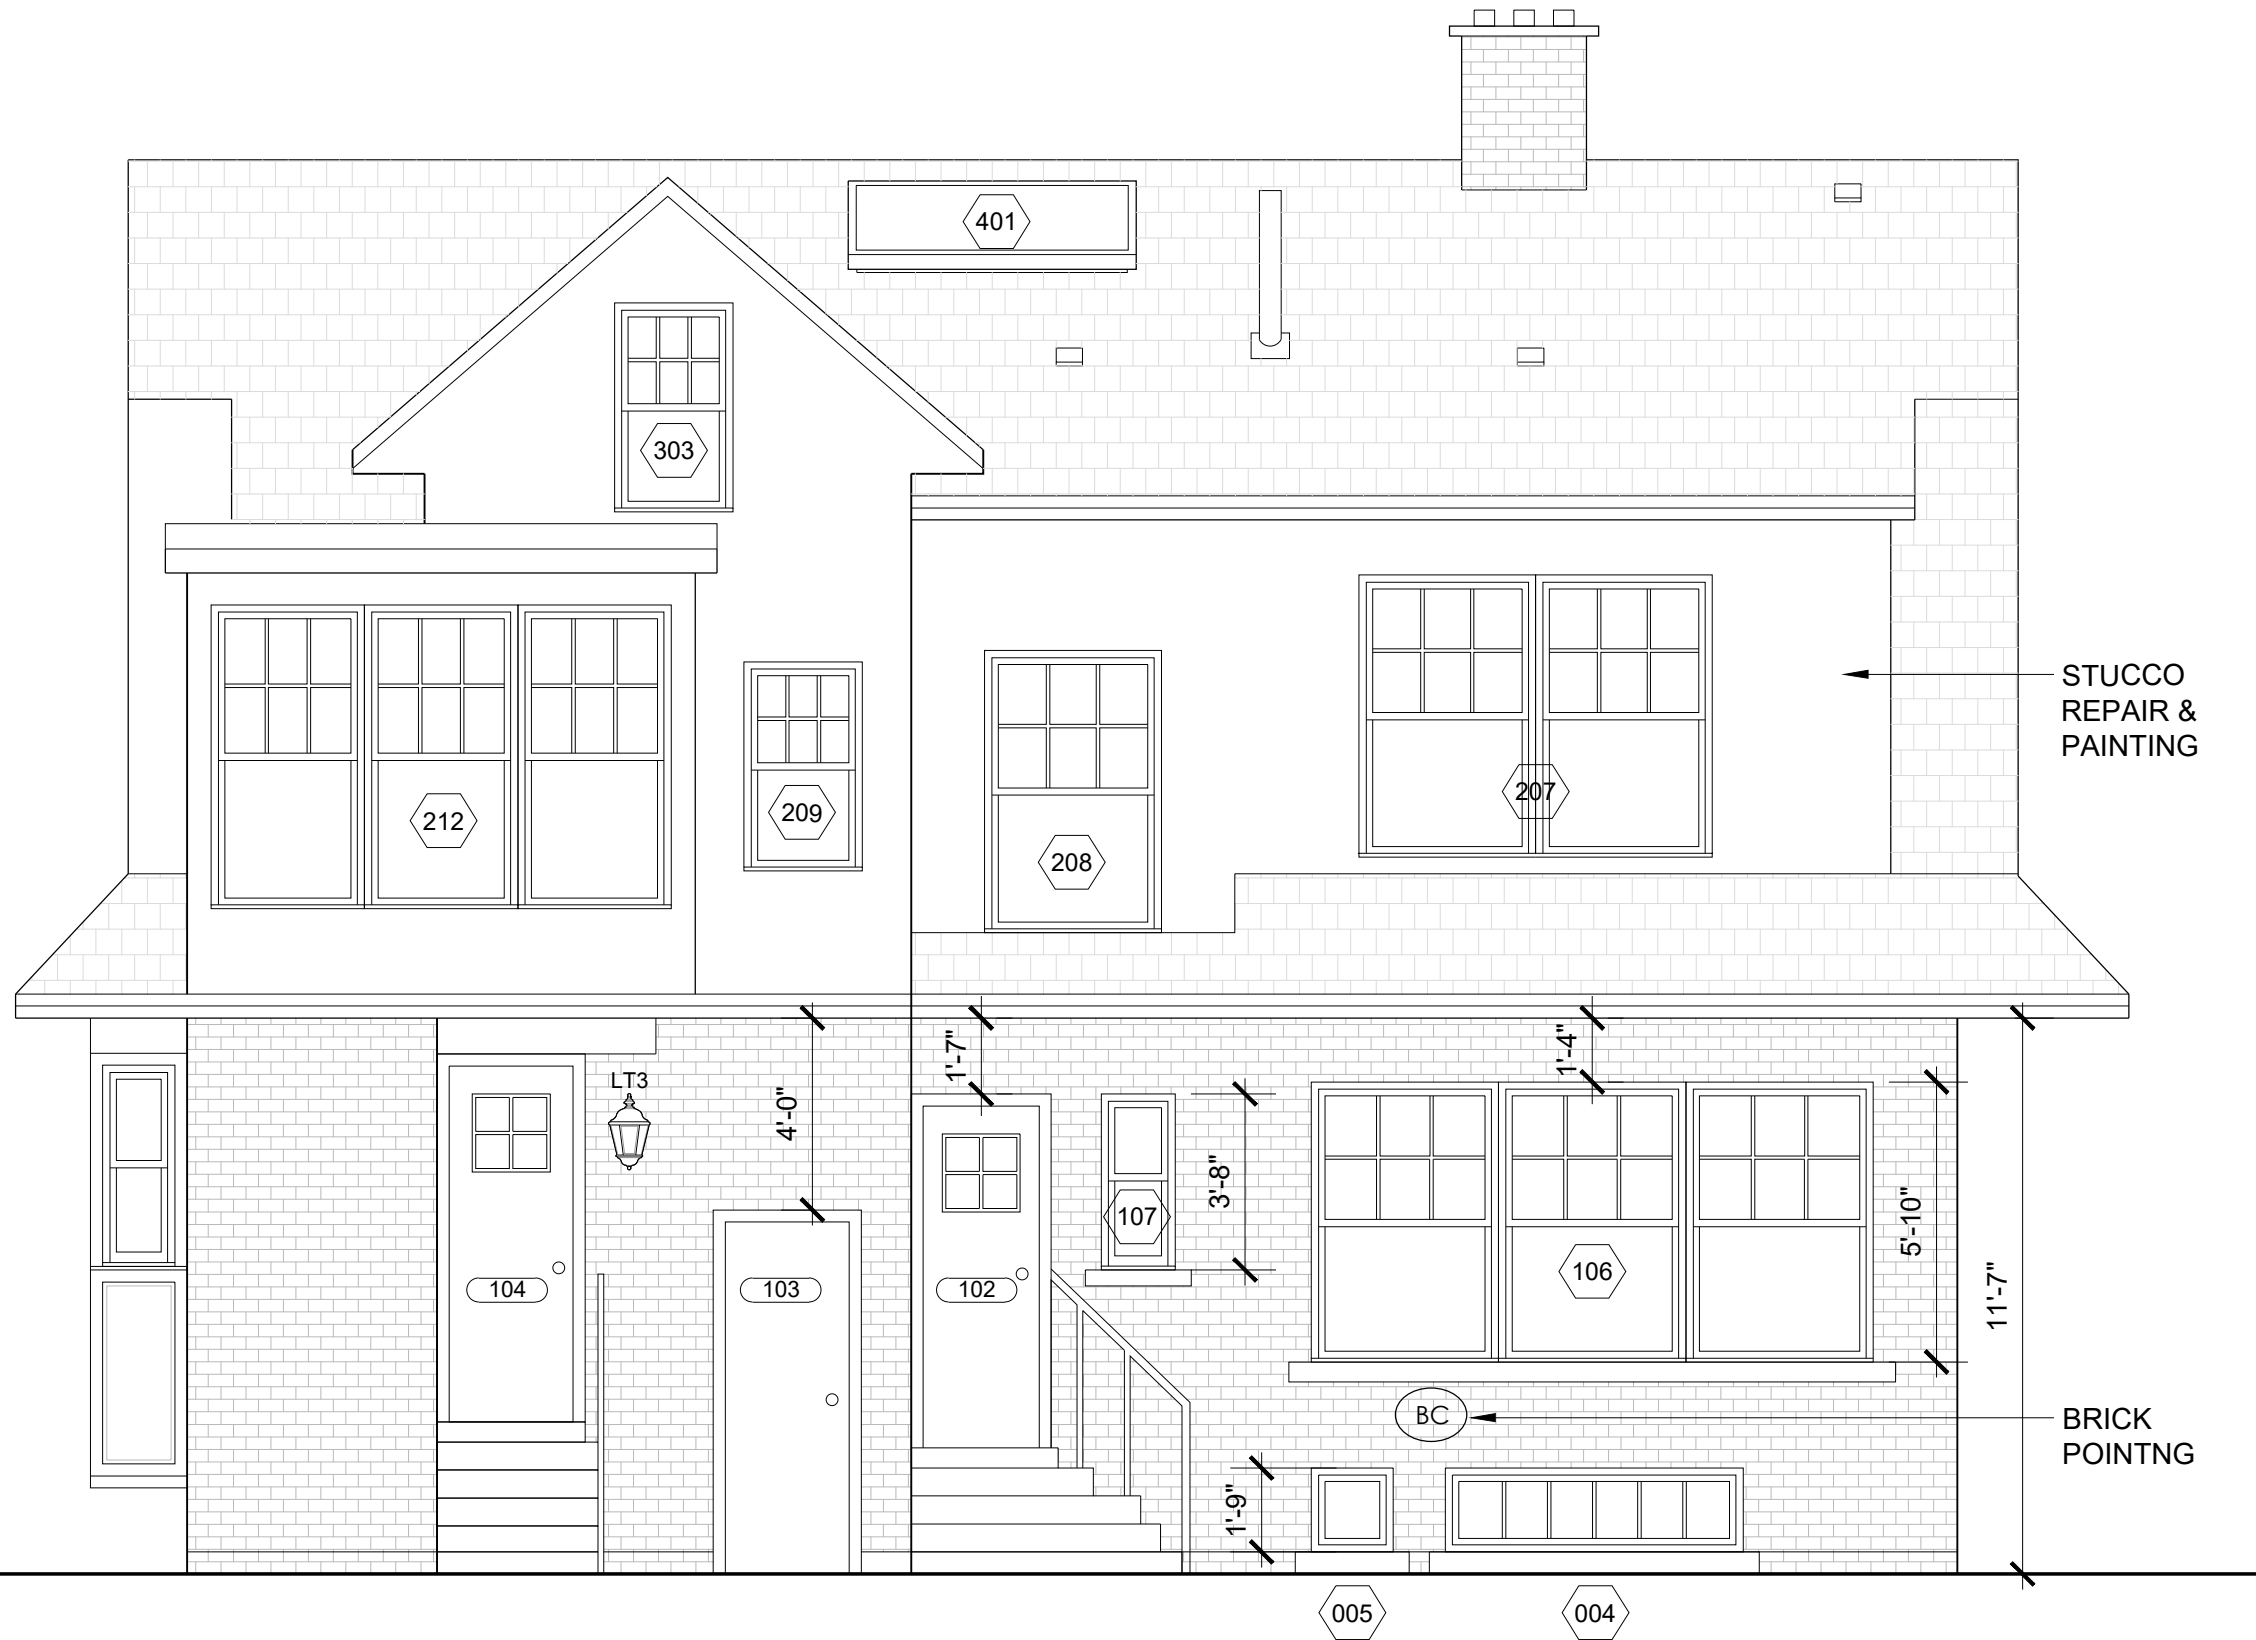 401
303
STUCCO
REPAIR &
PAINTING
212
209
208
207
LT3
4'-0"
1'-7"
1'-4"
3'-8"
107
5'-10"
11'-7"
104
103
102
106
BC
BRICK
POINTNG
1'-9"
005
004